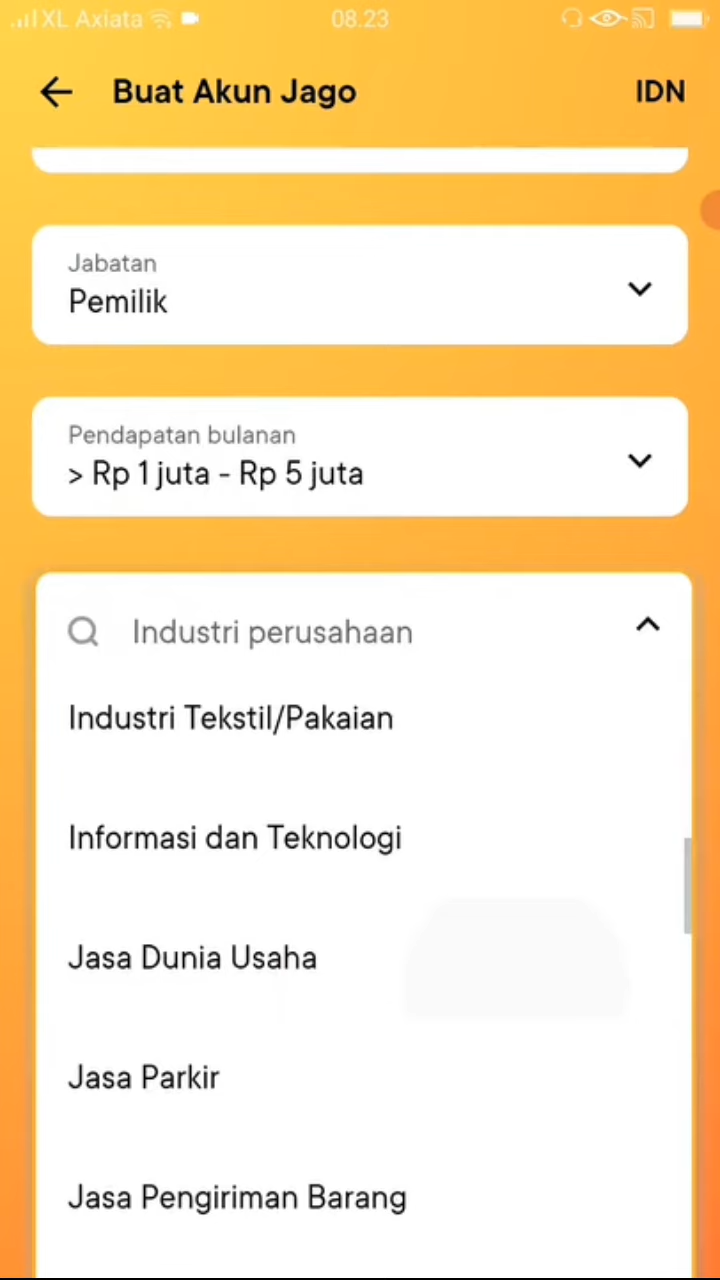 XL Axiata
08.23
Buat Akun Jago
IDN
Jabatan
Pemilik
Pendapatan bulanan
> Rp 1 juta - Rp 5 juta
Industri perusahaan
Industri Tekstil/Pakaian
Informasi dan Teknologi
Jasa Dunia Usaha
Jasa Parkir
Jasa Pengiriman Barang